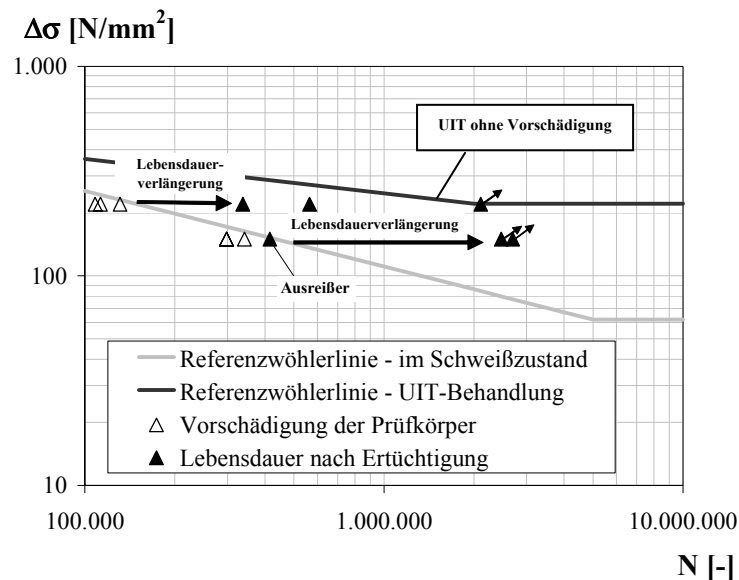 Δσ [N/mm²]
1.000
UIT ohne Vorschädigung
Lebensdauer-
verlängerung
Lebensdauerverlängerung
100
Ausreißer
Referenzwöhlerlinie - im Schweißzustand
Referenzwöhlerlinie - UIT-Behandlung
Vorschädigung der Prüfkörper
Lebensdauer nach Ertüchtigung
10
100.000
1.000.000
10.000.000
N [-]